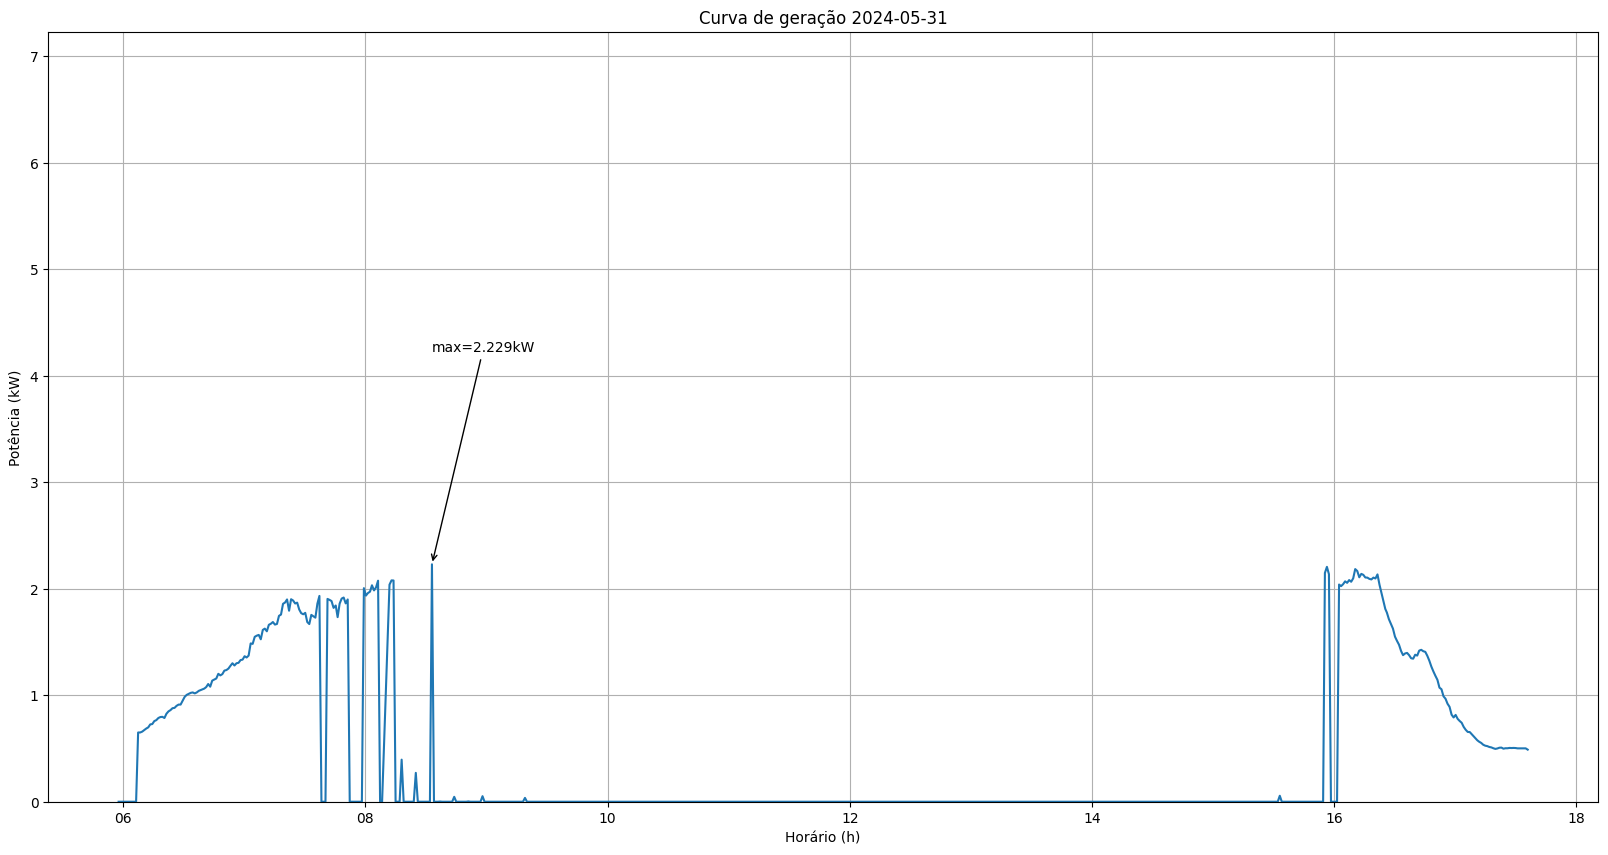 Curva de geração 2024-05-31
Potência (kW)
7
6
5
4
3
2
1
0
max=2.229kW
06 08 10 12 14 16 18
Horário (h)